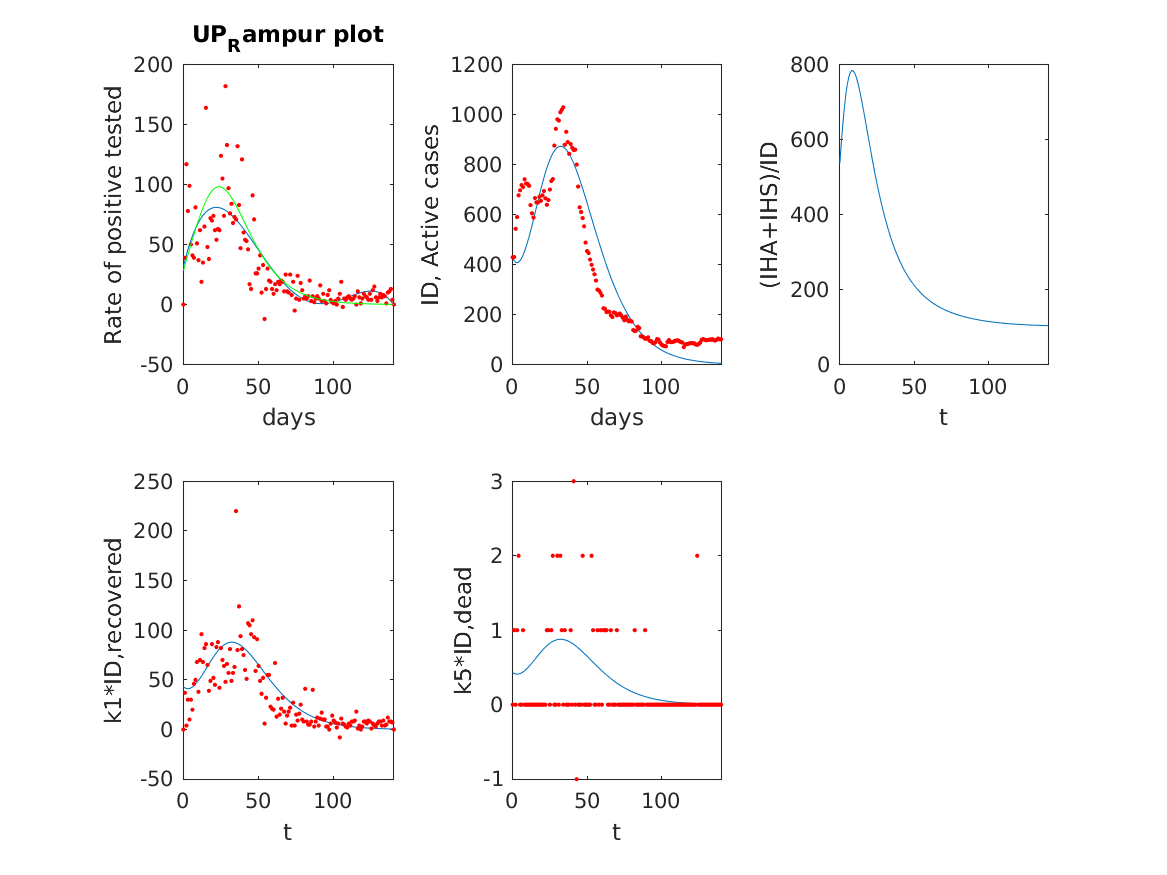 UP_Rampur plot
Rate of positive tested
200
150
100
50
0
-50
0 50 100
days
ID, Active cases
1200
1000
800
600
400
200
0
0 50 100
days
(IHA+IHS)/ID
800
600
400
200
0
0 50 100
t
k1*ID,recovered
250
200
150
100
50
0
-50
0 50 100
t
k5*ID,dead
3
2
1
0
-1
0 50 100
t